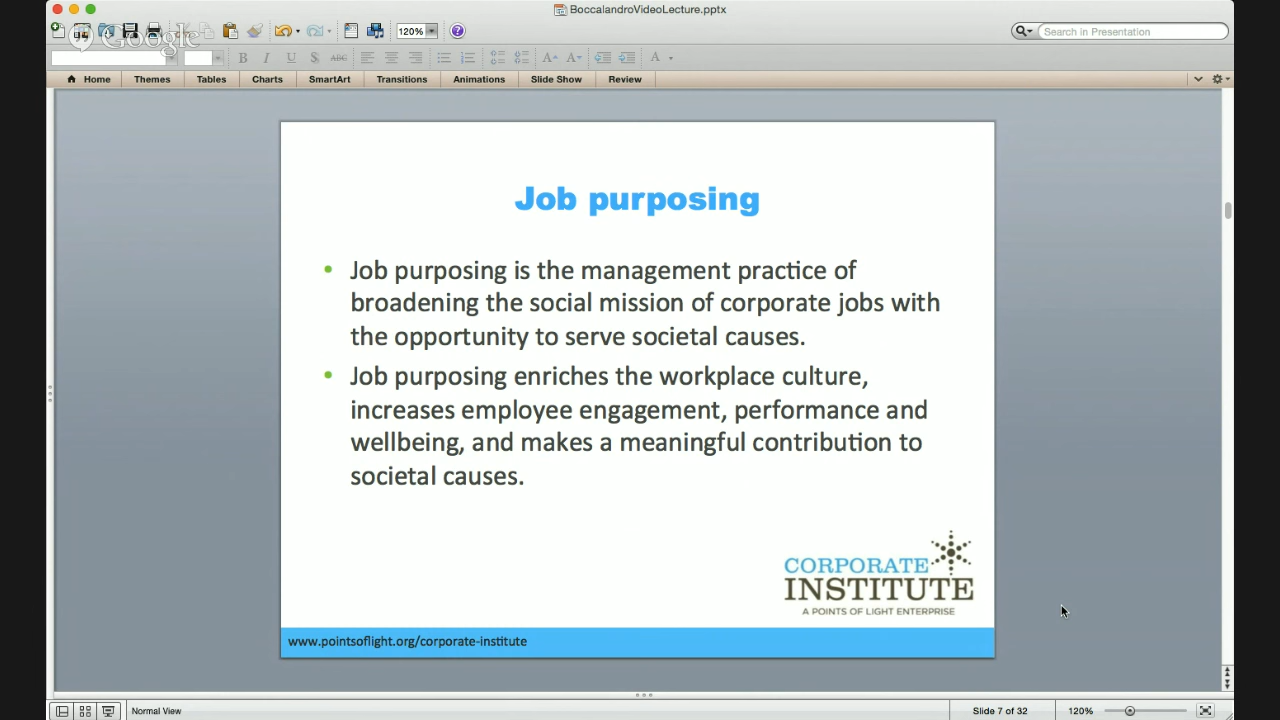 BoccalandroVideoLecture.pptx
Google
120%
Search in Presentation
B I U S ABC A A A
Home Themes Tables Charts SmartArt Transitions Animations Slide Show Review
Job purposing
• Job purposing is the management practice of
broadening the social mission of corporate jobs with
the opportunity to serve societal causes.
• Job purposing enriches the workplace culture,
increases employee engagement, performance and
wellbeing, and makes a meaningful contribution to
societal causes.
CORPORATE
INSTITUTE
A POINTS OF LIGHT ENTERPRISE
www.pointsoflight.org/corporate-institute
Normal View Slide 7 of 32 120%